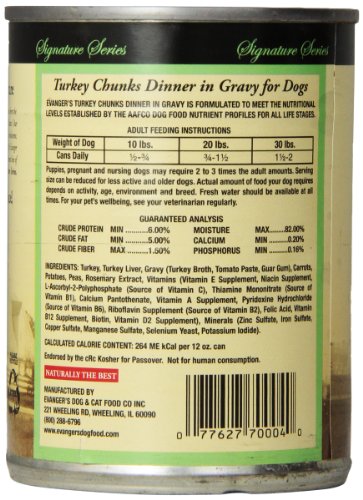 Signature Series Signature Series
Turkey Chunks Dinner in Gravy for Dogs
EVANGER'S TURKEY CHUNKS DINNER IN GRAVY IS FORMULATED TO MEET THE NUTRITIONAL
LEVELS ESTABLISHED BY THE AAFCO DOG FOOD NUTRIENT PROFILES FOR ALL LIFE STAGES.
ADULT FEEDING INSTRUCTIONS
Weight of Dog 10 lbs. 20 lbs. 30 lbs.
Cans Daily ½-¾ ¾-1½ 1½-2
Puppies, pregnant and nursing dogs may require 2 to 3 times the adult amounts. Serving
size can be reduced for less active and older dogs. Actual amount of food your dog requires
depends on activity, age, environment and breed. Fresh water should be available at all
times. For your pet's wellbeing, see your veterinarian regularly.
GUARANTEED ANALYSIS
CRUDE PROTEIN MIN ........6.00% MOISTURE MAX........82.00%
CRUDE FAT MIN ........5.00% CALCIUM MIN ........0.20%
CRUDE FIBER MAX........1.50% PHOSPHORUS MIN ........0.16%
INGREDIENTS: Turkey, Turkey Liver, Gravy (Turkey Broth, Tomato Paste, Guar Gum), Carrots,
Potatoes, Peas, Rosemary Extract, Vitamins (Vitamin E Supplement, Niacin Supplement,
L-Ascorbyl-2-Polyphosphate (Source of Vitamin C), Thiamine Mononitrate (Source of
Vitamin B1), Calcium Pantothenate, Vitamin A Supplement, Pyridoxine Hydrochloride
(Source of Vitamin B6), Riboflavin Supplement (Source of Vitamin B2), Folic Acid, Vitamin
B12 Supplement, Biotin, Vitamin D2 Supplement), Minerals (Zinc Sulfate, Iron Sulfate,
Copper Sulfate, Manganese Sulfate, Selenium Yeast, Potassium Iodide).
CALCULATED CALORIE CONTENT: 264 ME kCal per 12 oz. can
Endorsed by the cRc Kosher for Passover. Not for human consumption.
NATURALLY THE BEST
MANUFACTURED BY
EVANGER'S DOG & CAT FOOD CO INC
221 WHEELING RD, WHEELING, IL 60090
(800) 288-6796
www.evangersdogfood.com
0 77627 70004 0